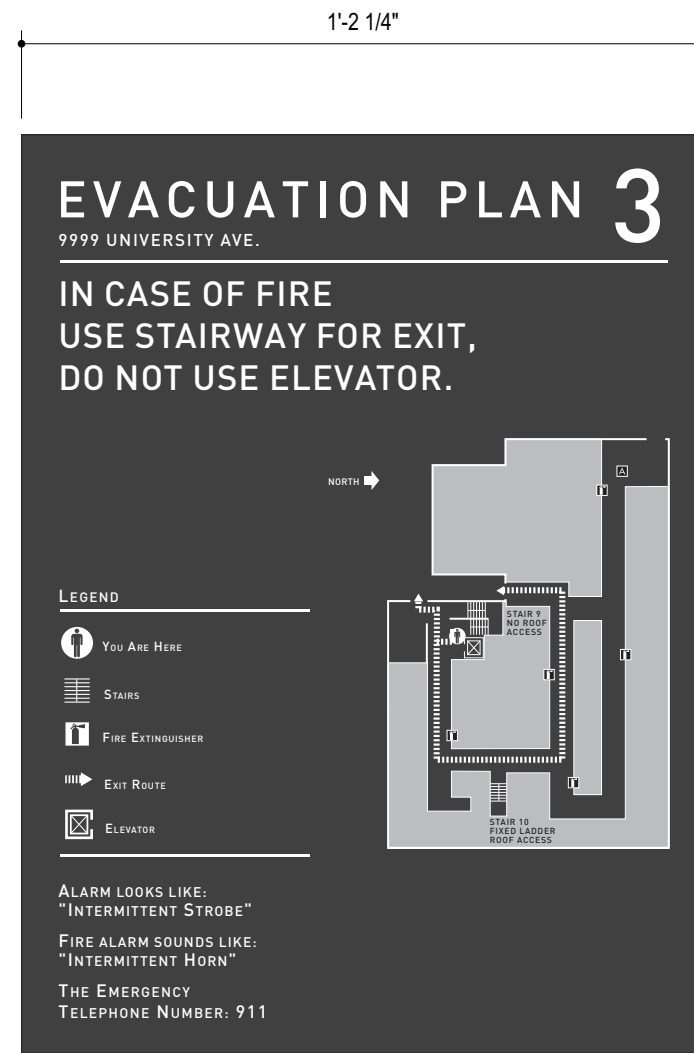 1'-2 1/4"
EVACUATION PLAN 3
9999 UNIVERSITY AVE.
IN CASE OF FIRE
USE STAIRWAY FOR EXIT,
DO NOT USE ELEVATOR.
NORTH
A
STAIR 9
NO ROOF
ACCESS
STAIR 10
FIXED LADDER
ROOF ACCESS
LEGEND
YOU ARE HERE
STAIRS
FIRE EXTINGUISHER
EXIT ROUTE
ELEVATOR
ALARM LOOKS LIKE:
"INTERMITTENT STROBE"
FIRE ALARM SOUNDS LIKE:
"INTERMITTENT HORN"
THE EMERGENCY
TELEPHONE NUMBER: 911